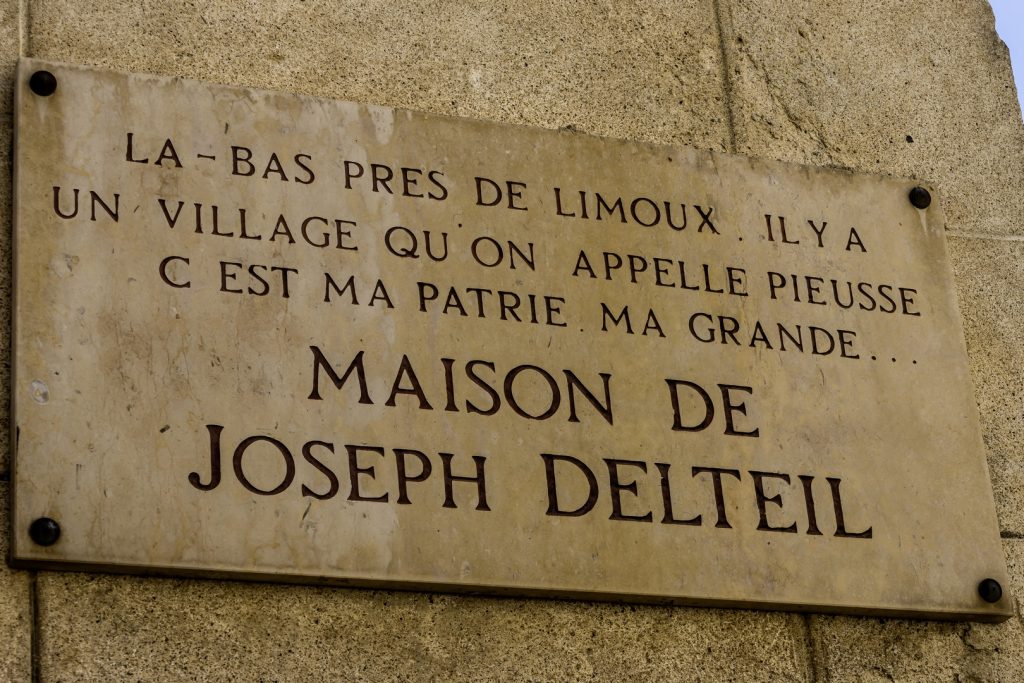 LA-BAS PRES DE LIMOUX. IL Y A
UN VILLAGE QU'ON APPELLE PIEUSSE
C EST MA PATRIE. MA GRANDE...
MAISON DE
JOSEPH DELTEIL